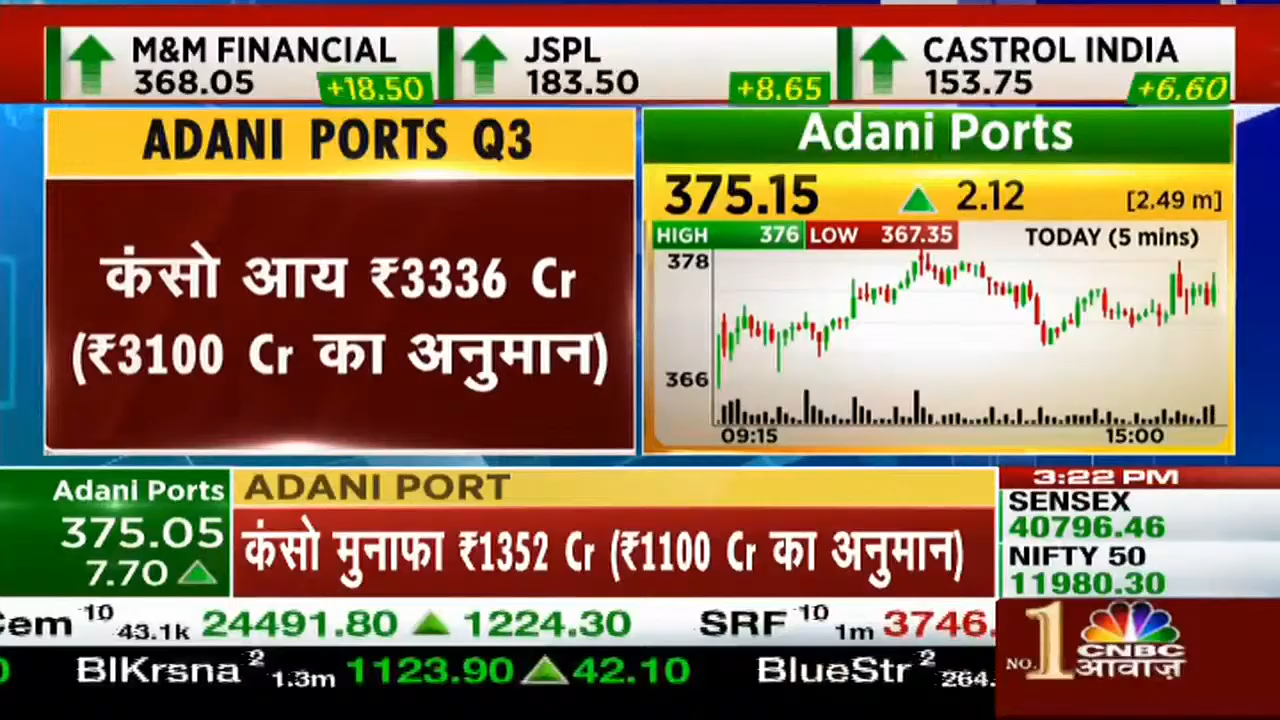 M&M FINANCIAL
368.05 +18.50
JSPL
183.50 +8.65
CASTROL INDIA
153.75 +6.60
ADANI PORTS Q3
कंसो आय ₹3336 Cr
(₹3100 Cr का अनुमान)
Adani Ports
375.15 2.12 [2.49 m]
HIGH 376 LOW 367.35 TODAY (5 mins)
378
366
09:15 15:00
Adani Ports
375.05
7.70
ADANI PORT
कंसो मुनाफा ₹1352 Cr (₹1100 Cr का अनुमान)
3:22 PM
SENSEX
40796.46
NIFTY 50
11980.30
Cem 10 43.1k 24491.80 1224.30 SRF 10 1m 3746.
0 BlKrsna 2 1.3m 1123.90 42.10 BlueStr 2 264.
NO.1 CNBC
आवाज़